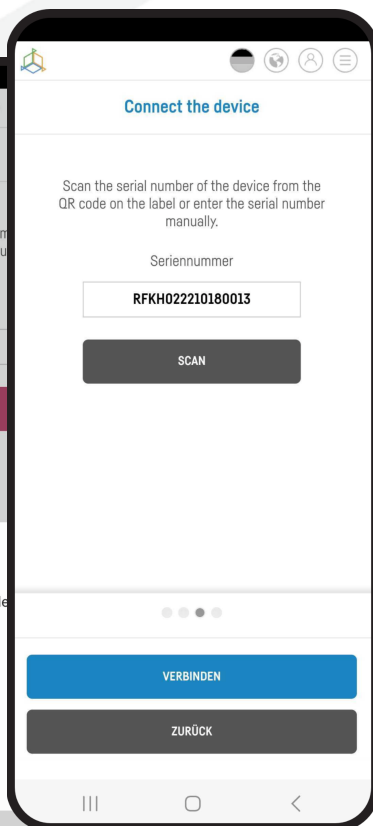 Connect the device
Scan the serial number of the device from the
QR code on the label or enter the serial number
manually.
Seriennummer
RFKH022210180013
SCAN
VERBINDEN
ZURÜCK